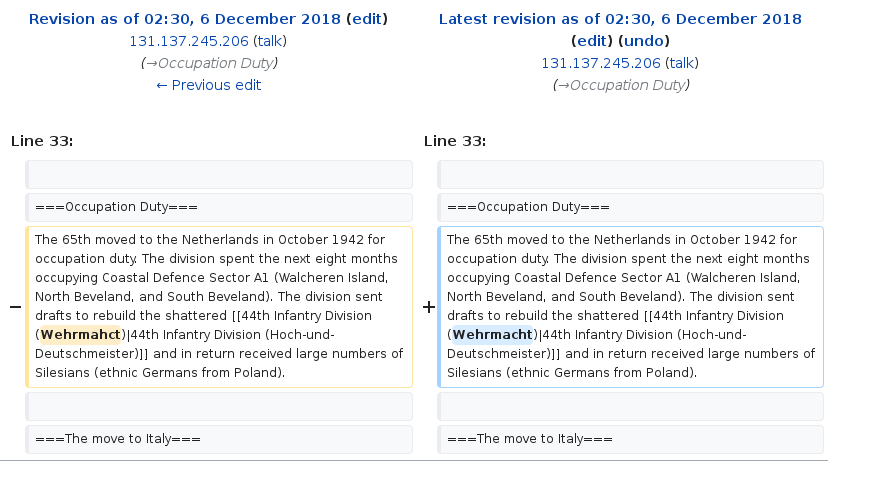 Revision as of 02:30, 6 December 2018 (edit)
131.137.245.206 (talk)
(→Occupation Duty)
← Previous edit
Latest revision as of 02:30, 6 December 2018
(edit) (undo)
131.137.245.206 (talk)
(→Occupation Duty)
Line 33:
Line 33:
===Occupation Duty===
===Occupation Duty===
−
The 65th moved to the Netherlands in October 1942 for
occupation duty. The division spent the next eight months
occupying Coastal Defence Sector A1 (Walcheren Island,
North Beveland, and South Beveland). The division sent
drafts to rebuild the shattered [[44th Infantry Division
(Wehrmahct)|44th Infantry Division (Hoch-und-
Deutschmeister)]] and in return received large numbers of
Silesians (ethnic Germans from Poland).
+
The 65th moved to the Netherlands in October 1942 for
occupation duty. The division spent the next eight months
occupying Coastal Defence Sector A1 (Walcheren Island,
North Beveland, and South Beveland). The division sent
drafts to rebuild the shattered [[44th Infantry Division
(Wehrmacht)|44th Infantry Division (Hoch-und-
Deutschmeister)]] and in return received large numbers of
Silesians (ethnic Germans from Poland).
===The move to Italy===
===The move to Italy===